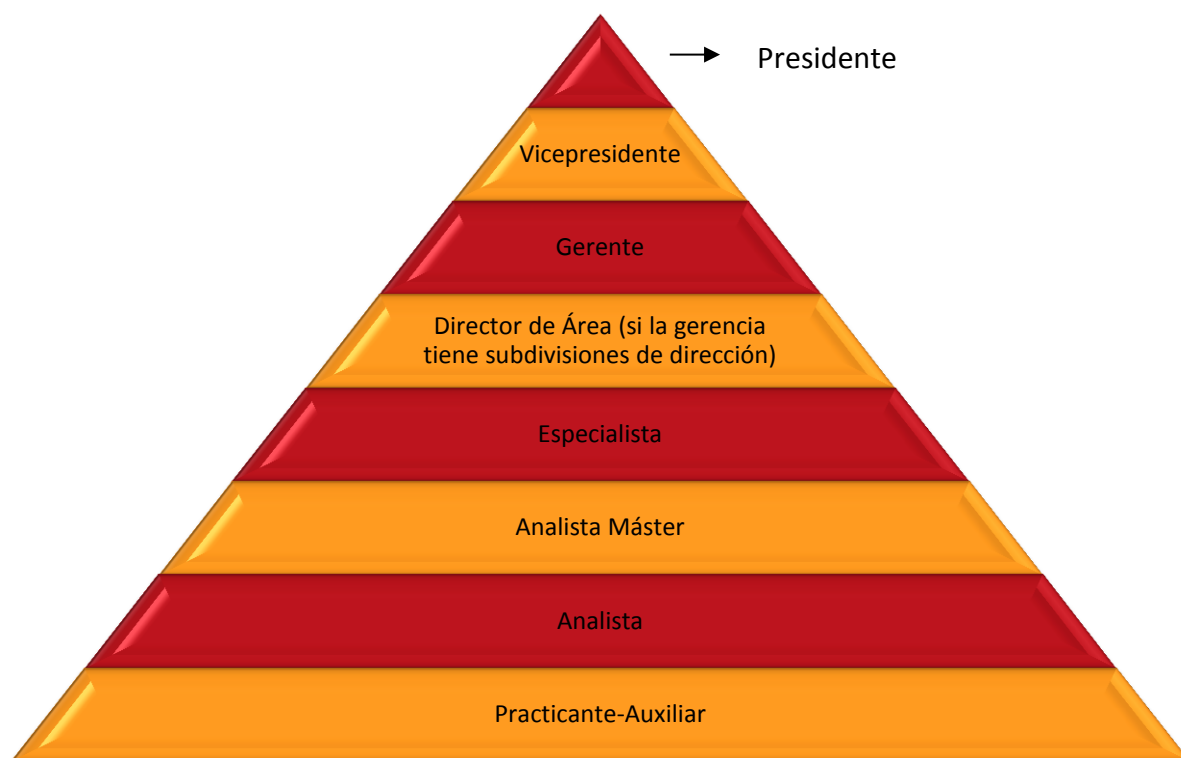 Presidente
Vicepresidente
Gerente
Director de Área (si la gerencia
tiene subdivisiones de dirección)
Especialista
Analista Máster
Analista
Practicante-Auxiliar